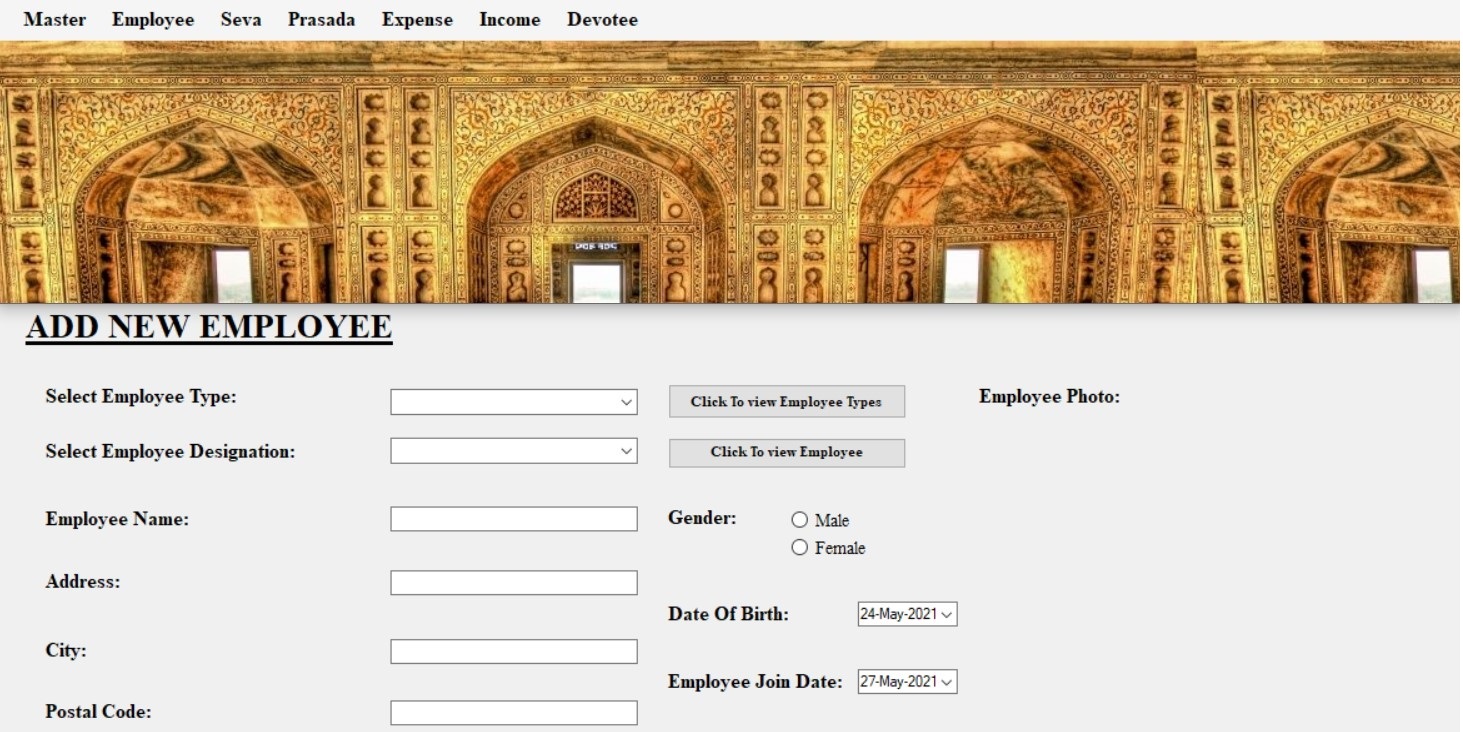 Master Employee Seva Prasada Expense Income Devotee
ADD NEW EMPLOYEE
Select Employee Type: Click To view Employee Types Employee Photo:
Select Employee Designation: Click To view Employee
Employee Name: Gender: Male
Female
Address:
Date Of Birth: 24-May-2021
City:
Employee Join Date: 27-May-2021
Postal Code: